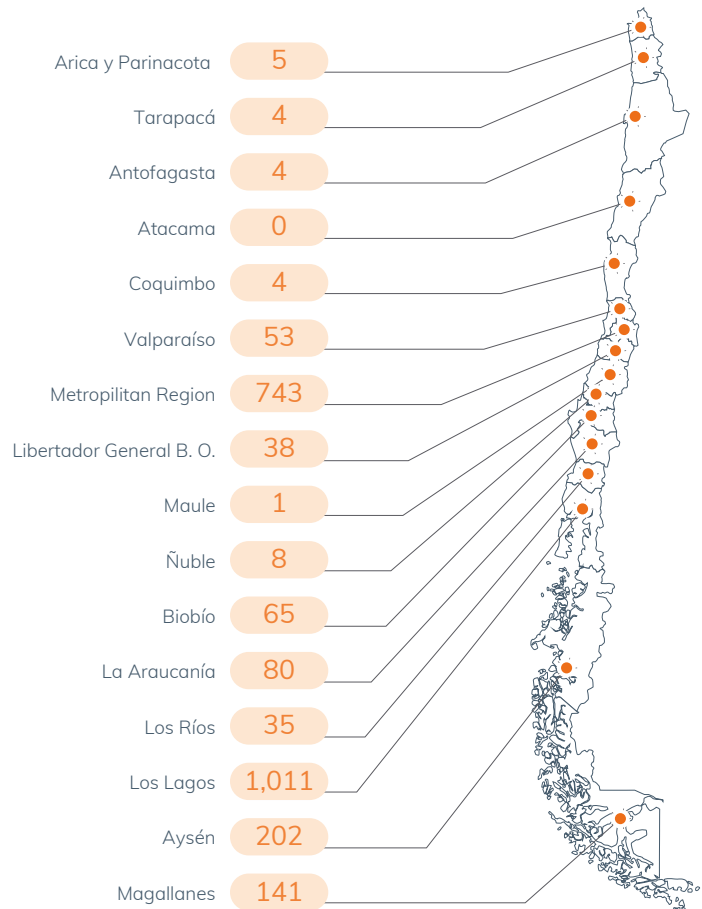 Arica y Parinacota 5
Tarapacá 4
Antofagasta 4
Atacama 0
Coquimbo 4
Valparaíso 53
Metropilitan Region 743
Libertador General B. O. 38
Maule 1
Ñuble 8
Biobío 65
La Araucanía 80
Los Ríos 35
Los Lagos 1,011
Aysén 202
Magallanes 141